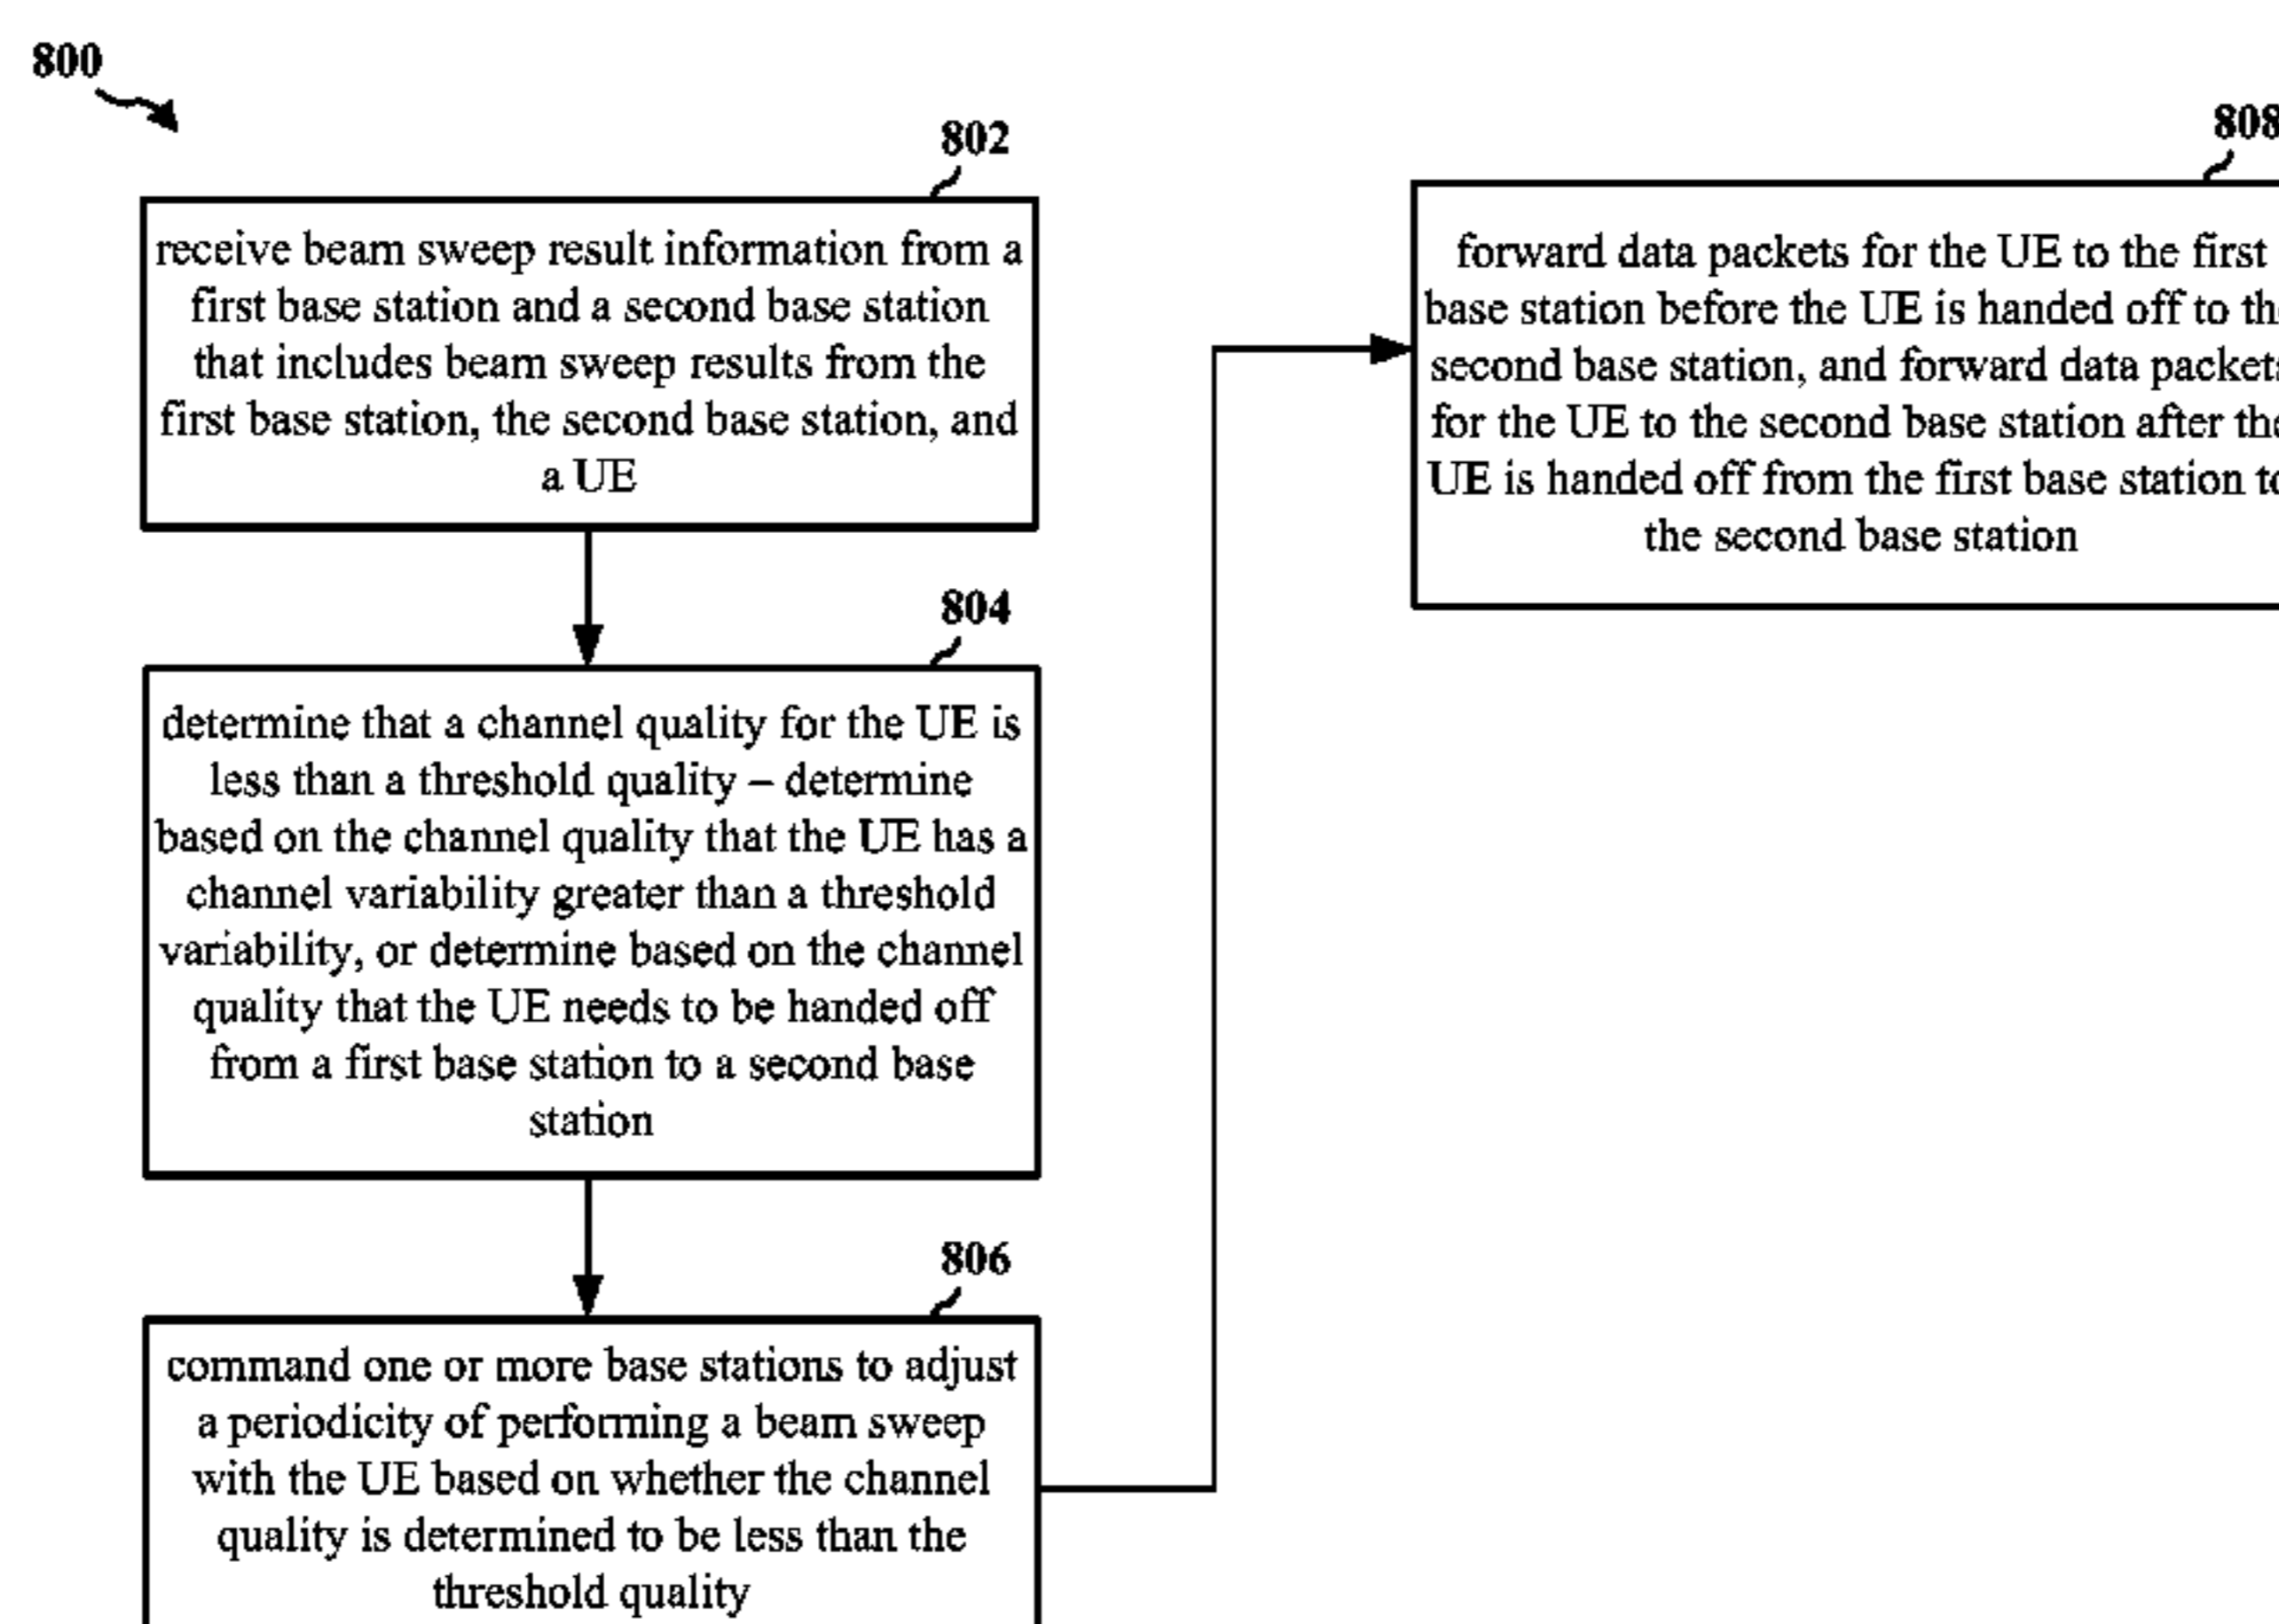 800
802
receive beam sweep result information from a
first base station and a second base station
that includes beam sweep results from the
first base station, the second base station, and
a UE
804
determine that a channel quality for the UE is
less than a threshold quality – determine
based on the channel quality that the UE has a
channel variability greater than a threshold
variability, or determine based on the channel
quality that the UE needs to be handed off
from a first base station to a second base
station
806
command one or more base stations to adjust
a periodicity of performing a beam sweep
with the UE based on whether the channel
quality is determined to be less than the
threshold quality
808
forward data packets for the UE to the first
base station before the UE is handed off to the
second base station, and forward data packets
for the UE to the second base station after the
UE is handed off from the first base station to
the second base station